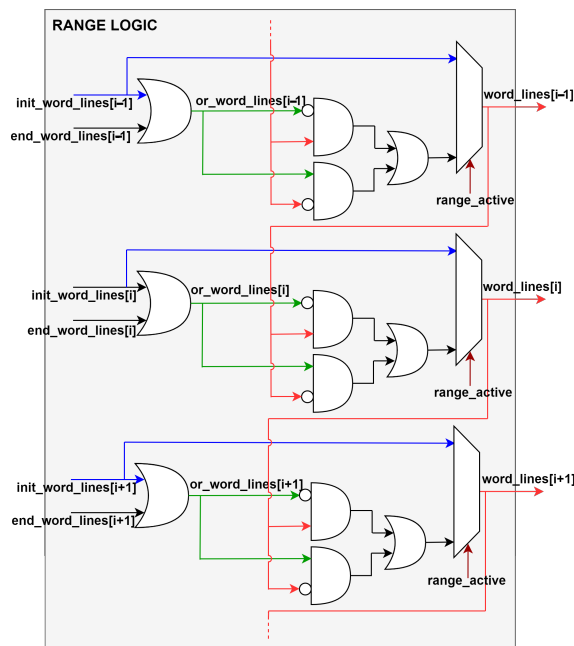 RANGE LOGIC
init_word_lines[i-1]
end_word_lines[i-1]
or_word_lines[i-1]
word_lines[i-1]
range_active
init_word_lines[i]
end_word_lines[i]
or_word_lines[i]
word_lines[i]
range_active
init_word_lines[i+1]
end_word_lines[i+1]
or_word_lines[i+1]
word_lines[i+1]
range_active